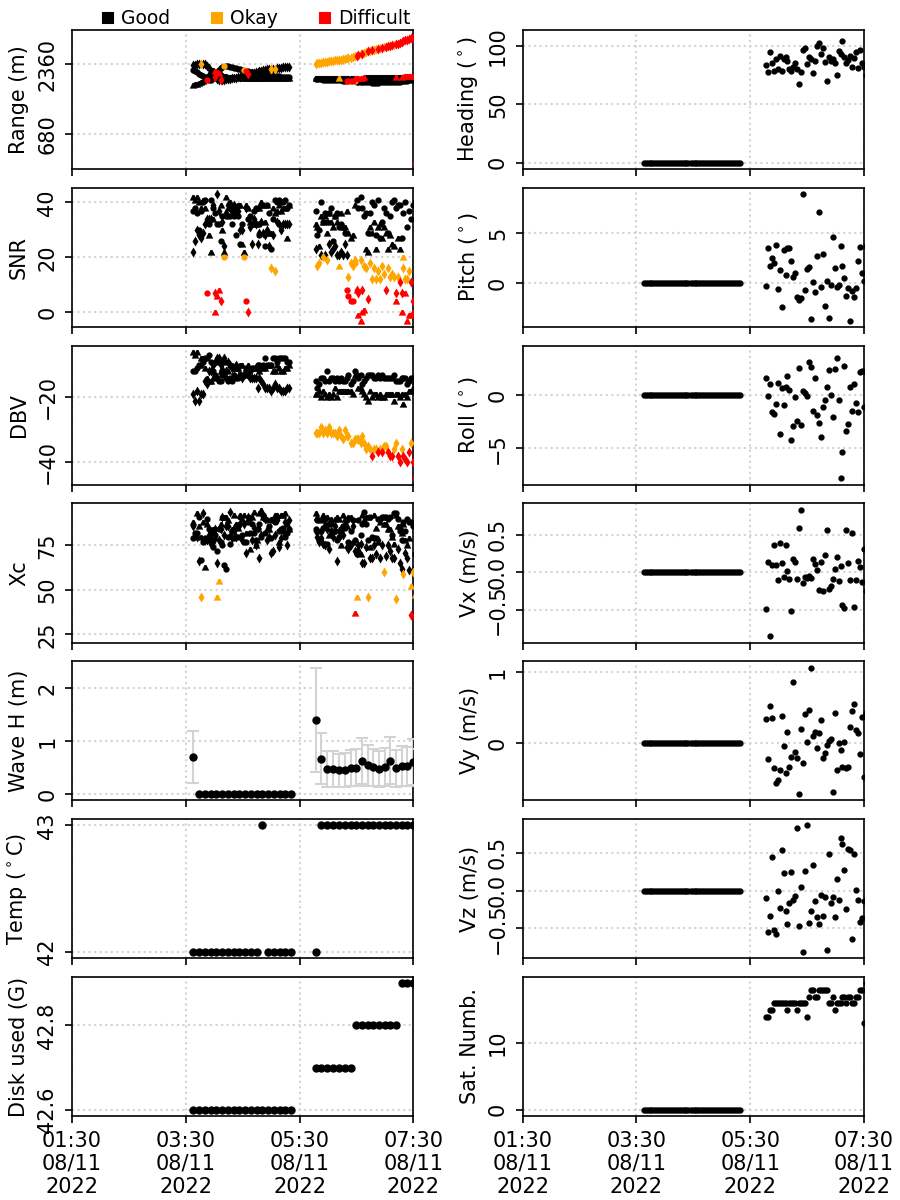 Good Okay Difficult
Range (m)
2360
680
Heading (°)
100
50
0
SNR
40
20
0
Pitch (°)
5
0
DBV
−20
−40
Roll (°)
0
−5
Xc
75
50
25
Vx (m/s)
0.5
0.0
−0.5
Wave H (m)
2
1
0
Vy (m/s)
1
0
Temp (°C)
43
42
Vz (m/s)
0.5
0.0
−0.5
Disk used (G)
42.8
42.6
Sat. Numb.
10
0
01:30 03:30 05:30 07:30 01:30 03:30 05:30 07:30
08/11 08/11 08/11 08/11 08/11 08/11 08/11 08/11
2022 2022 2022 2022 2022 2022 2022 2022